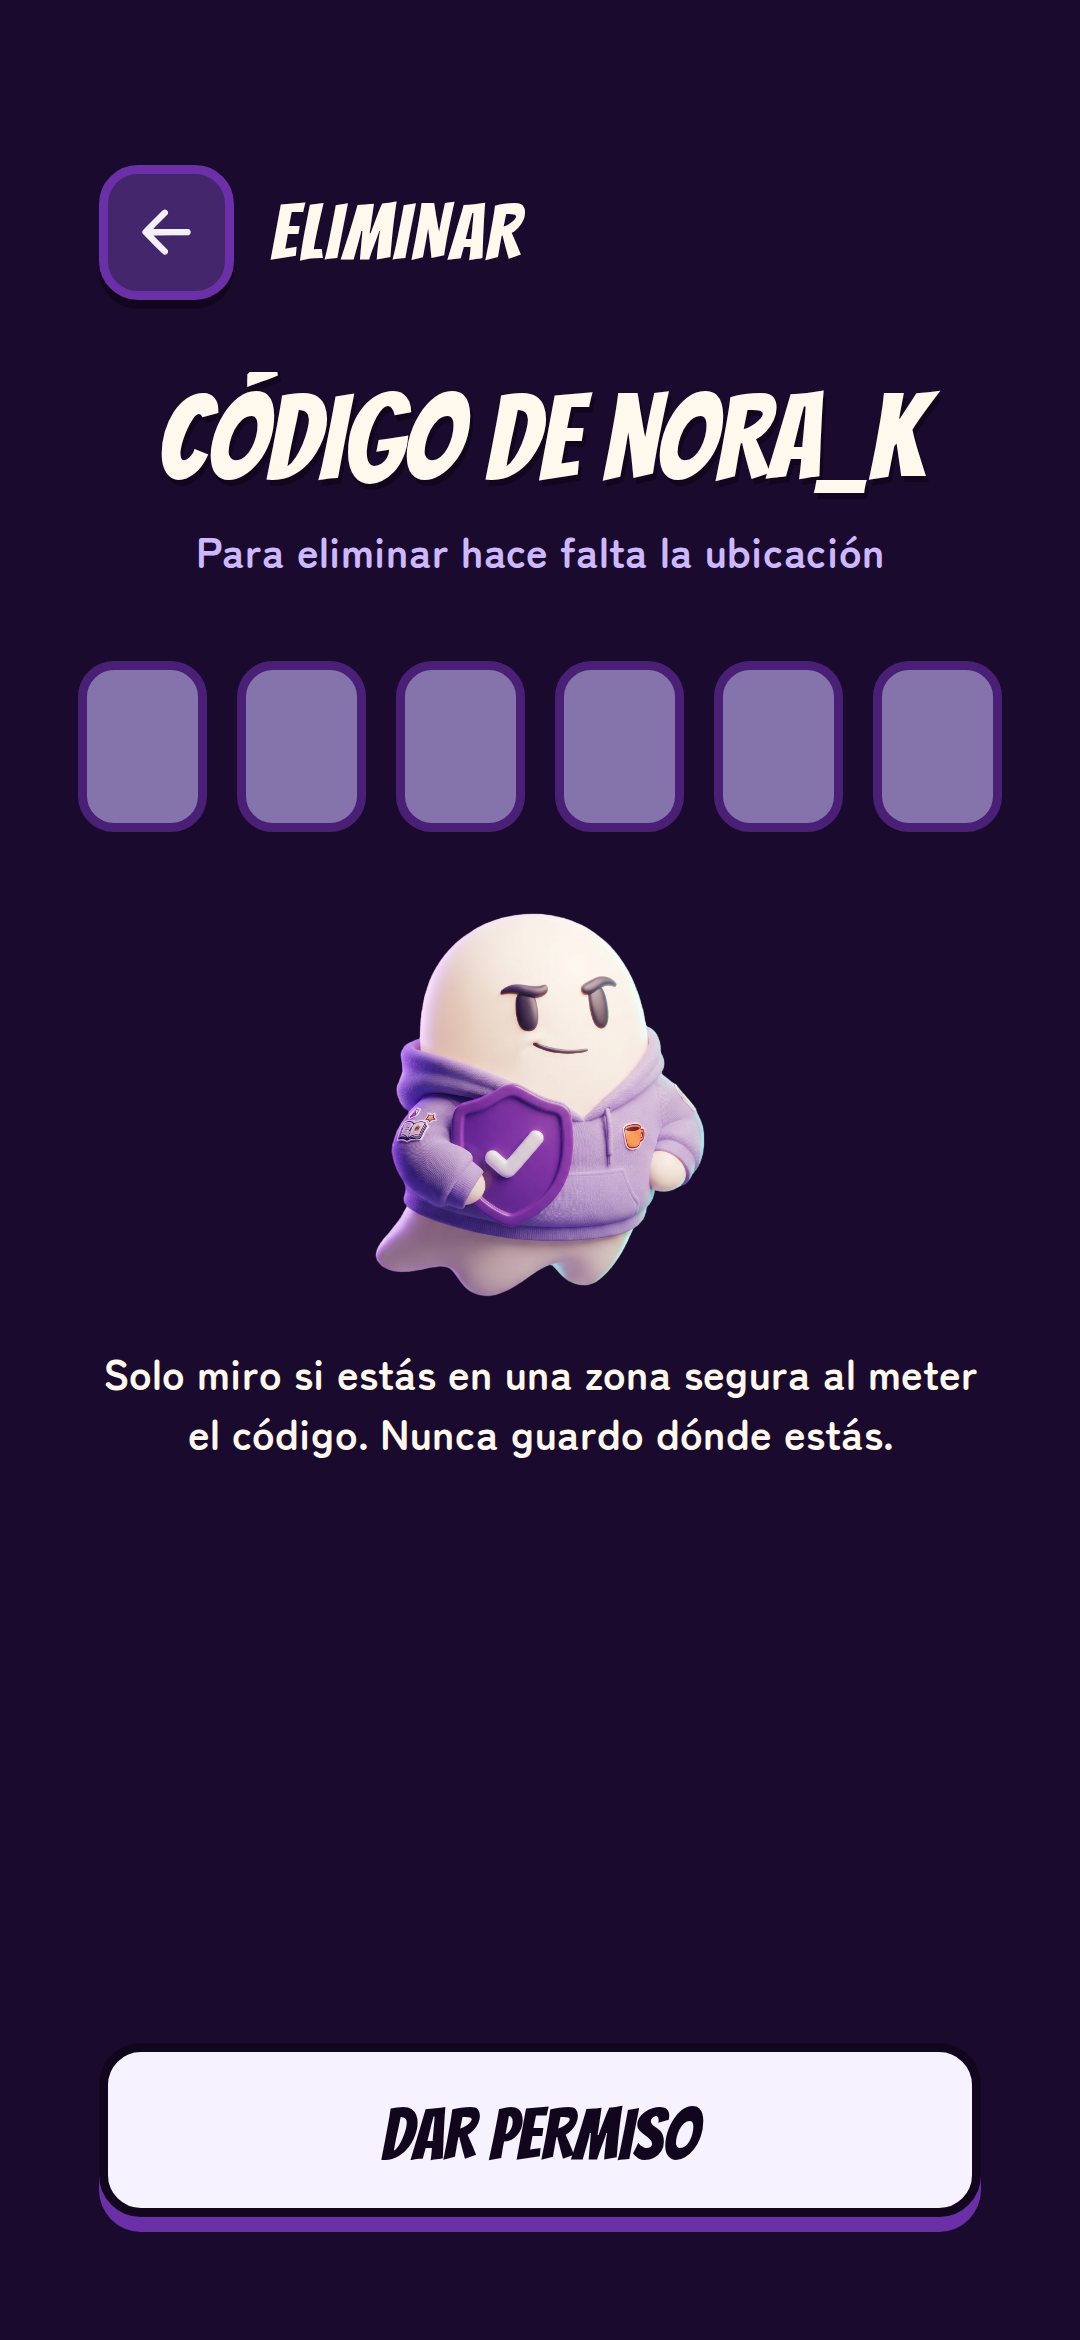 ELIMINAR
CÓDIGO DE NORA_K
Para eliminar hace falta la ubicación
Solo miro si estás en una zona segura al meter
el código. Nunca guardo dónde estás.
DAR PERMISO